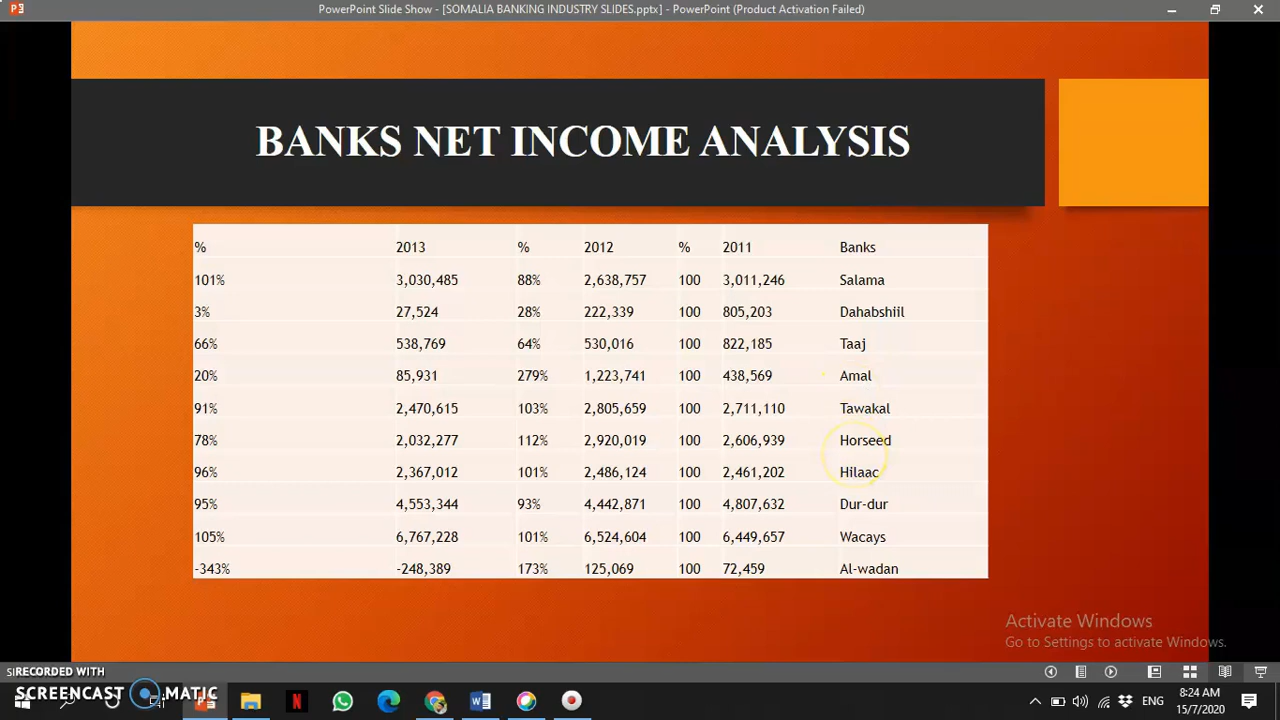 PowerPoint Slide Show - [SOMALIA BANKING INDUSTRY SLIDES.pptx] - PowerPoint (Product Activation Failed)
BANKS NET INCOME ANALYSIS
% 2013 % 2012 % 2011 Banks
101% 3,030,485 88% 2,638,757 100 3,011,246 Salama
3% 27,524 28% 222,339 100 805,203 Dahabshiil
66% 538,769 64% 530,016 100 822,185 Taaj
20% 85,931 279% 1,223,741 100 438,569 Amal
91% 2,470,615 103% 2,805,659 100 2,711,110 Tawakal
78% 2,032,277 112% 2,920,019 100 2,606,939 Horseed
96% 2,367,012 101% 2,486,124 100 2,461,202 Hilaac
95% 4,553,344 93% 4,442,871 100 4,807,632 Dur-dur
105% 6,767,228 101% 6,524,604 100 6,449,657 Wacays
-343% -248,389 173% 125,069 100 72,459 Al-wadan
Activate Windows
Go to Settings to activate Windows.
RECORDED WITH
SCREENCAST MATIC
ENG
8:24 AM
15/7/2020